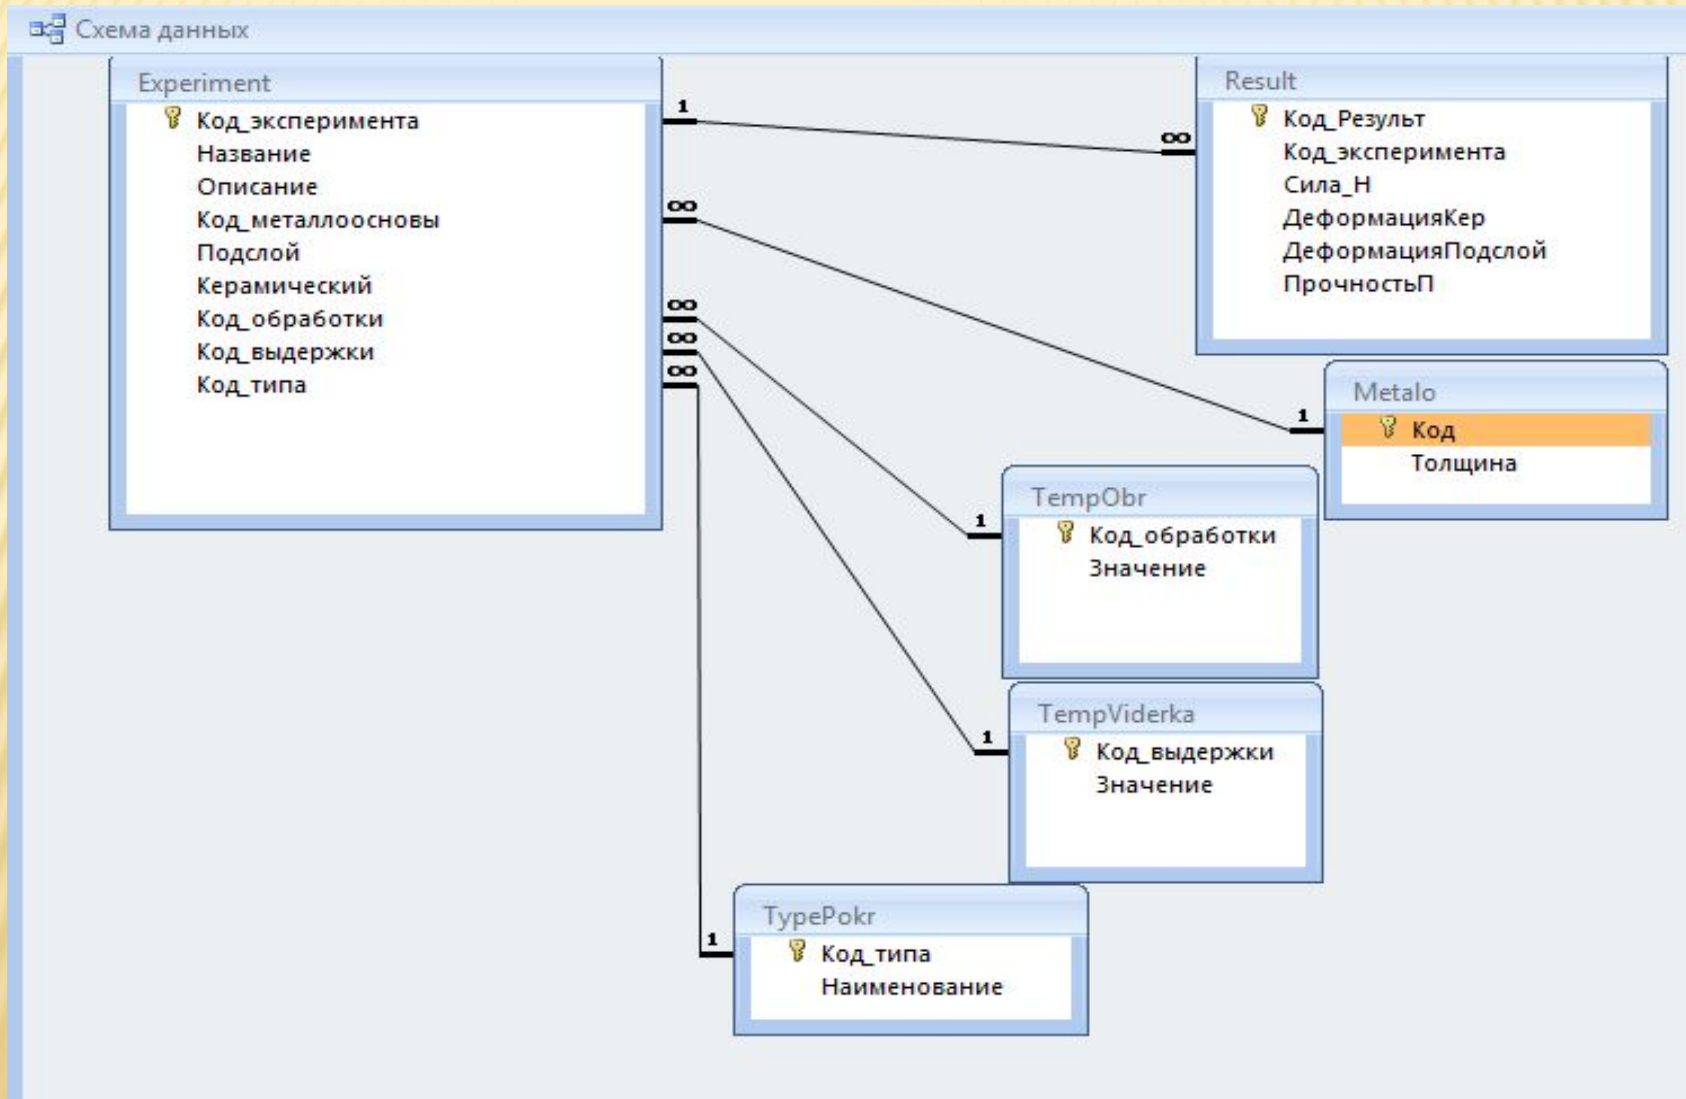 Схема данных
Experiment
Код_эксперимента
Название
Описание
Код_металлоосновы
Подслой
Керамический
Код_обработки
Код_выдержки
Код_типа
1
∞
∞
∞
∞
∞
Result
Код_Результ
Код_эксперимента
Сила_Н
ДеформацияКер
ДеформацияПодслой
ПрочностьП
1
Metalo
Код
Толщина
1
TempObr
Код_обработки
Значение
1
TempViderka
Код_выдержки
Значение
1
TypePokr
Код_типа
Наименование